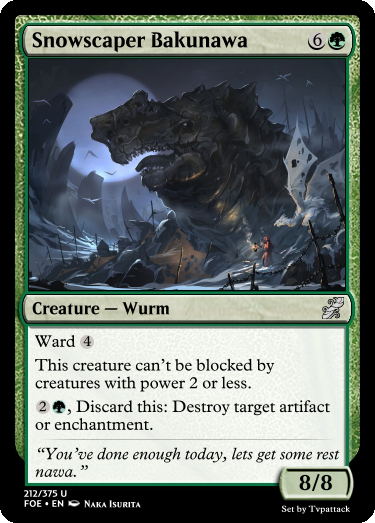 Snowscaper Bakunawa 6
Creature — Wurm
Ward 4
This creature can't be blocked by
creatures with power 2 or less.
2, Discard this: Destroy target artifact
or enchantment.
"You've done enough today, lets get some rest
nawa."
8/8
212/375 U
FOE • EN Naka Isurita
Set by Tvpattack